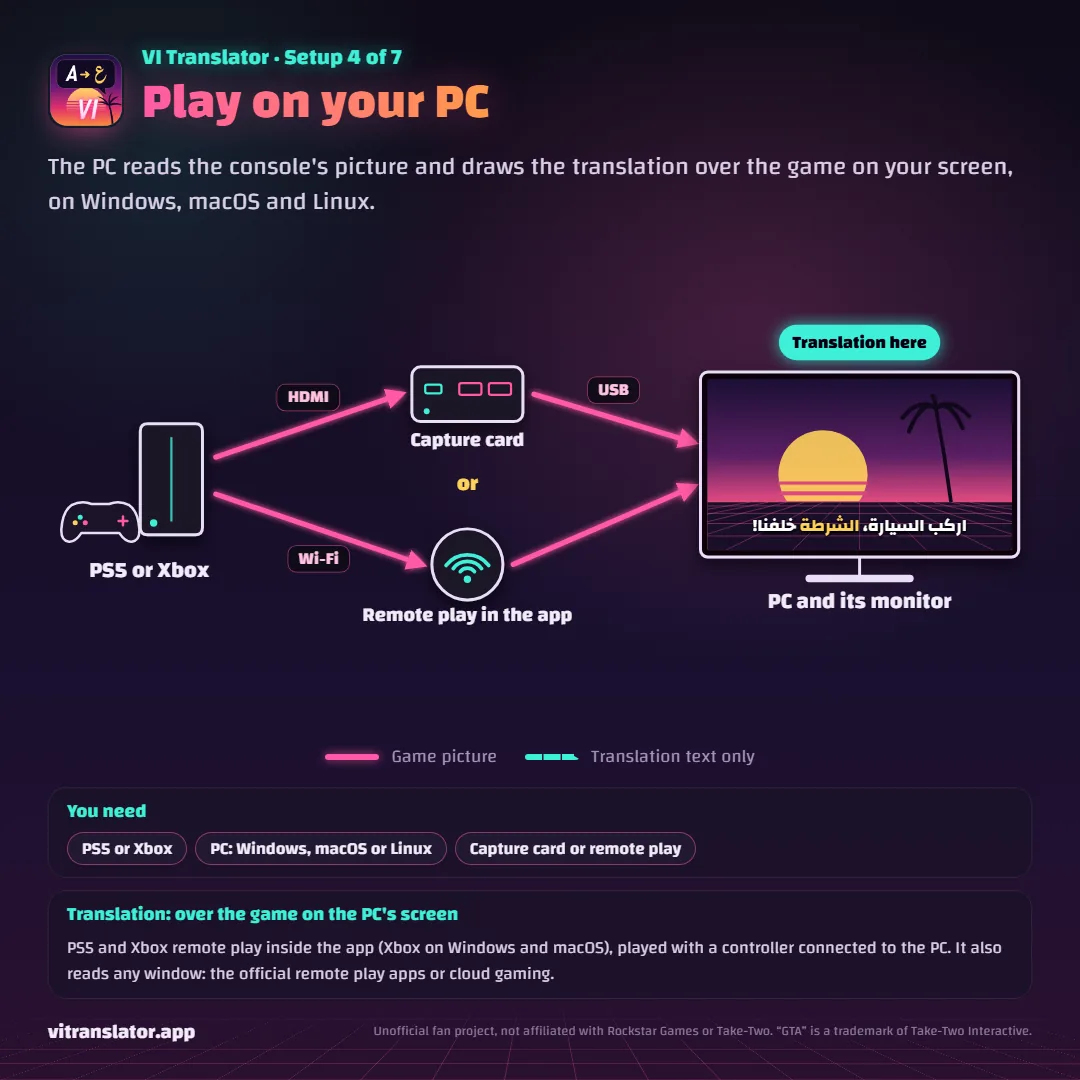 A→ع
VI
VI Translator · Setup 4 of 7
Play on your PC
The PC reads the console's picture and draws the translation over the game on your screen,
on Windows, macOS and Linux.
Translation here
HDMI
USB
Capture card
or
اركب السيارة، الشرطة خلفنا!
Wi-Fi
PS5 or Xbox
Remote play in the app
PC and its monitor
Game picture
Translation text only
You need
PS5 or Xbox
PC: Windows, macOS or Linux
Capture card or remote play
Translation: over the game on the PC's screen
PS5 and Xbox remote play inside the app (Xbox on Windows and macOS), played with a controller connected to the PC. It also
reads any window: the official remote play apps or cloud gaming.
vitranslator.app
Unofficial fan project, not affiliated with Rockstar Games or Take-Two. “GTA” is a trademark of Take-Two Interactive.